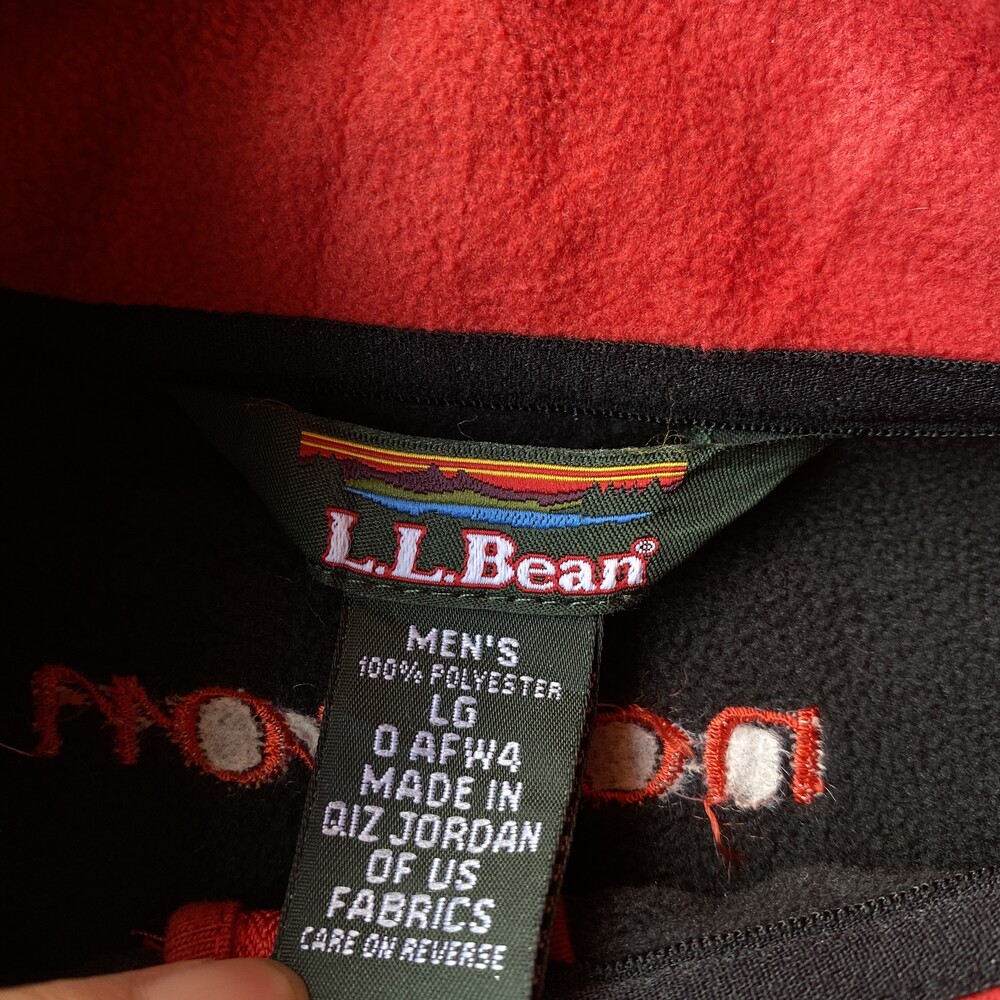 L.L.Bean®
MEN'S
100% POLYESTER
LG
0 AFW4
MADE IN
QIZ JORDAN
OF US
FABRICS
CARE ON REVERSE